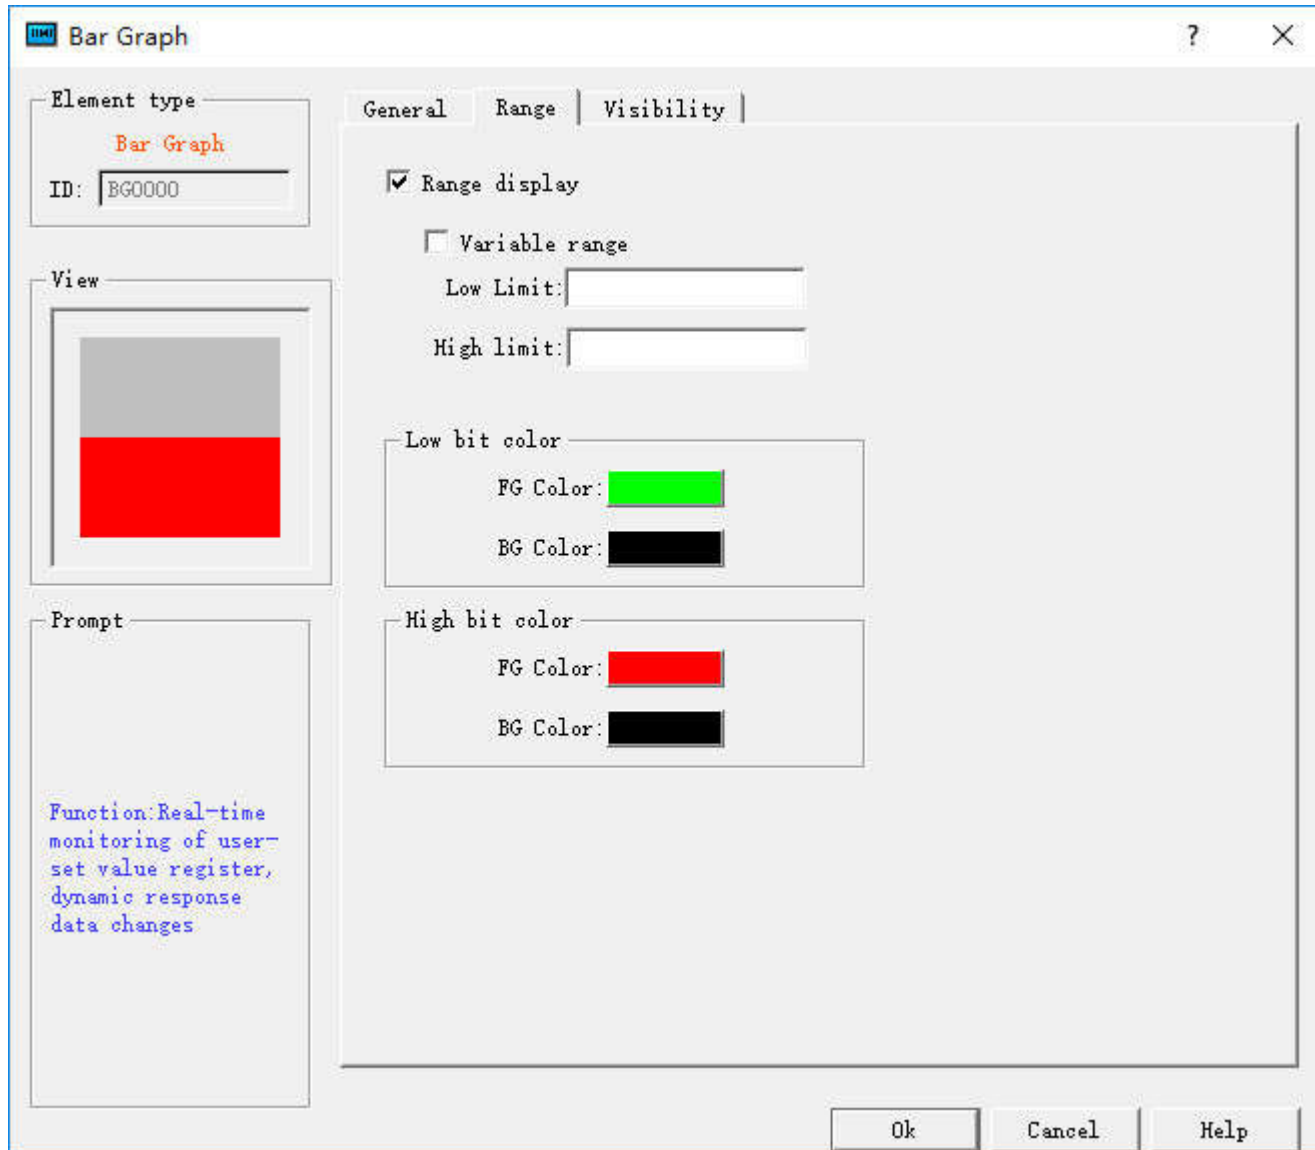 Bar Graph
?
Element type
Bar Graph
ID: BG0000
View
Prompt
Function:Real-time
monitoring of user-
set value register,
dynamic response
data changes
General Range Visibility
Range display
Variable range
Low Limit:
High limit:
Low bit color
FG Color:
BG Color:
High bit color
FG Color:
BG Color:
Ok Cancel Help